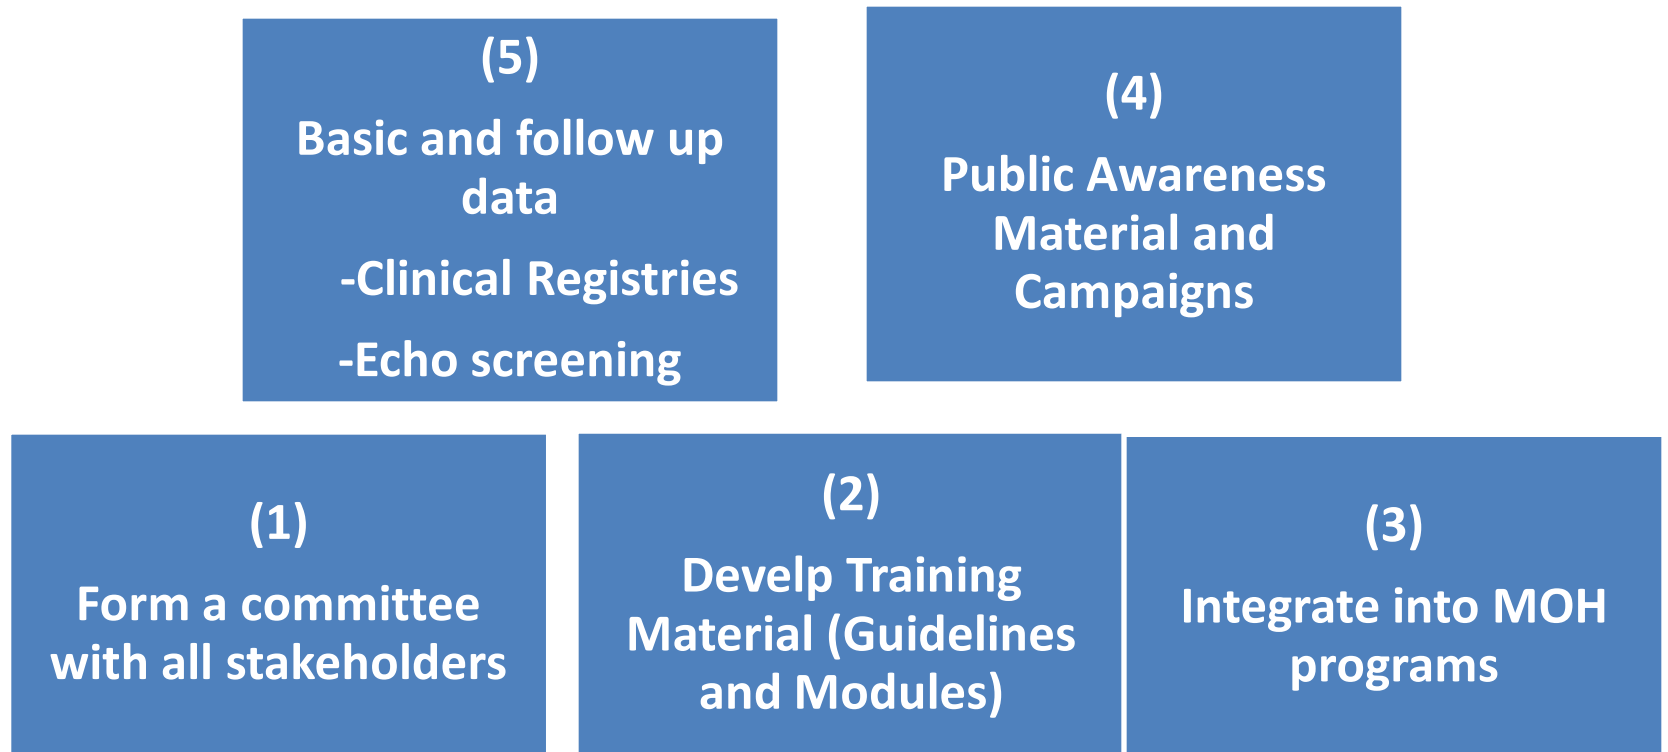 (5)
Basic and follow up
data
-Clinical Registries
-Echo screening
(4)
Public Awareness
Material and
Campaigns
(1)
Form a committee
with all stakeholders
(2)
Develp Training
Material (Guidelines
and Modules)
(3)
Integrate into MOH
programs